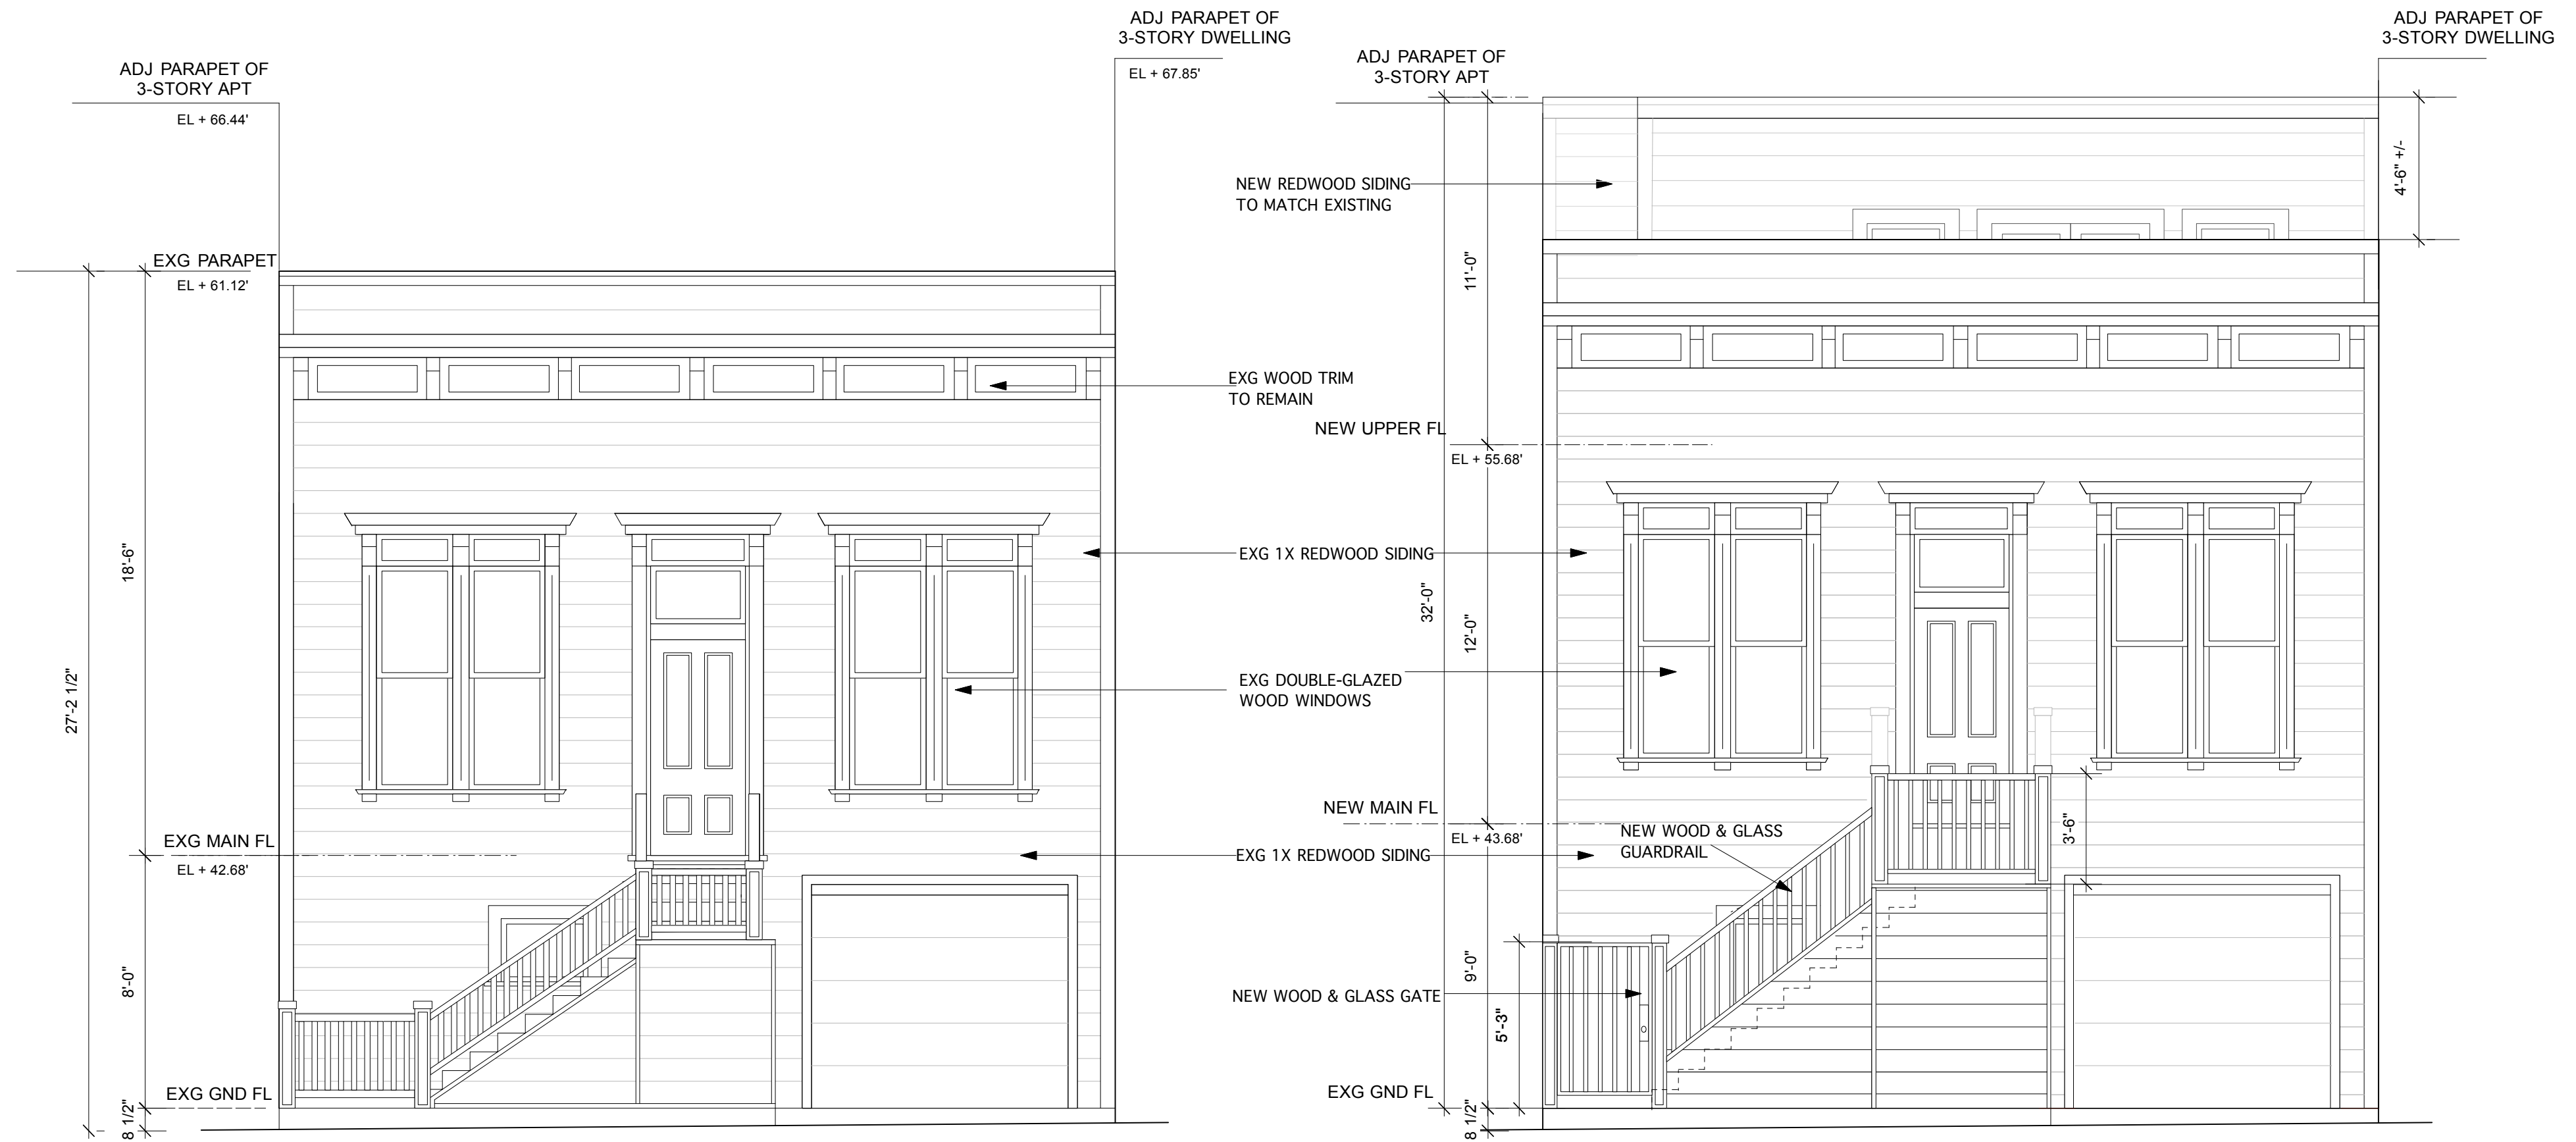 ADJ PARAPET OF
3-STORY APT
EL + 66.44'
ADJ PARAPET OF
3-STORY DWELLING
EL + 67.85'
EXG PARAPET
EL + 61.12'
18'-6"
27'-2 1/2"
EXG MAIN FL
EL + 42.68'
8'-0"
EXG GND FL
8 1/2"
NEW REDWOOD SIDING
TO MATCH EXISTING
EXG WOOD TRIM
TO REMAIN
EXG 1X REDWOOD SIDING
EXG DOUBLE-GLAZED
WOOD WINDOWS
EXG 1X REDWOOD SIDING
NEW WOOD & GLASS GATE
ADJ PARAPET OF
3-STORY APT
ADJ PARAPET OF
3-STORY DWELLING
4'-6" +/-
11'-0"
NEW UPPER FL
EL + 55.68'
32'-0"
12'-0"
NEW MAIN FL
EL + 43.68'
NEW WOOD & GLASS
GUARDRAIL
3'-6"
9'-0"
5'-3"
EXG GND FL
8 1/2"